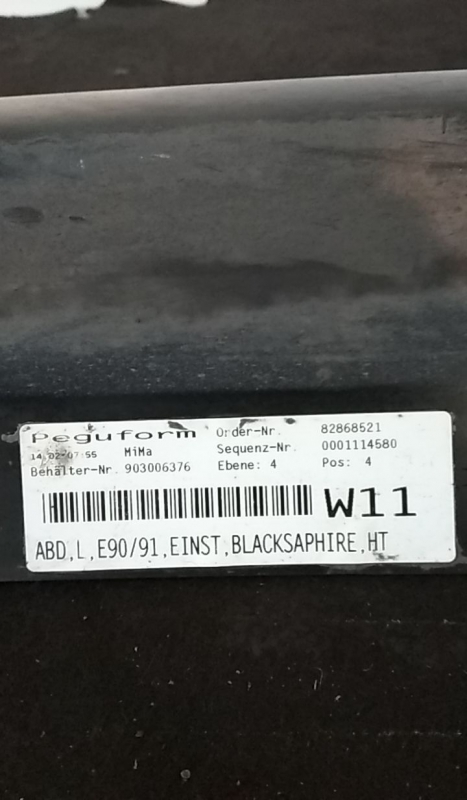 Peguform Order-Nr. 82868521
14.02-07:55 MiMa Sequenz-Nr. 0001114580
Behalter-Nr. 903006376 Ebene: 4 Pos: 4
W11
ABD,L,E90/91,EINST,BLACKSAPHIRE,HT